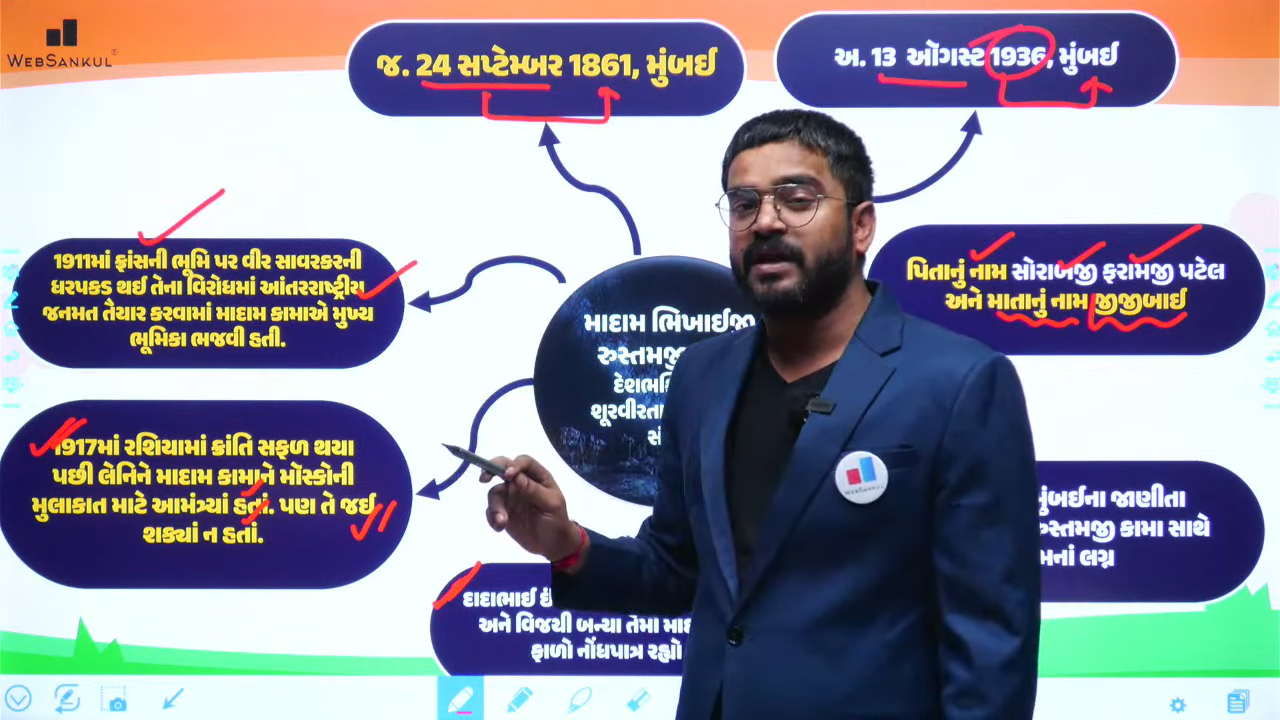 WEBSANKUL
જ. 24 સપ્ટેમ્બર 1861, મુંબઈ
અ. 13 ઑગસ્ટ 1936, મુંબઈ
1911માં ફ્રાંસની ભૂમિ પર વીર સાવરકરની
ધરપકડ થઈ તેના વિરોધમાં આંતરરાષ્ટ્રીય
જનમત તૈયાર કરવામાં માદામ કામાએ મુખ્ય
ભૂમિકા ભજવી હતી.
પિતાનું નામ સોરાબજી ફરામજી પટેલ
અને માતાનું નામ જીજીબાઈ
માદામ ભિખાઈજી
રુસ્તમજી
શૂરવીરતા
1917માં રશિયામાં ક્રાંતિ સફળ થયા
પછી લેનિને માદામ કામાને મૉસ્કોની
મુલાકાત માટે આમંત્ર્યાં હતાં. પણ તે જઈ
શક્યાં ન હતાં.
WEBSANKUL
મુંબઈના જાણીતા
રુસ્તમજી કામા સાથે
લગ્ન
દાદાભાઈ
અને વિજયી બન્યા તેમાં
ફાળો નોંધપાત્ર રહ્યો